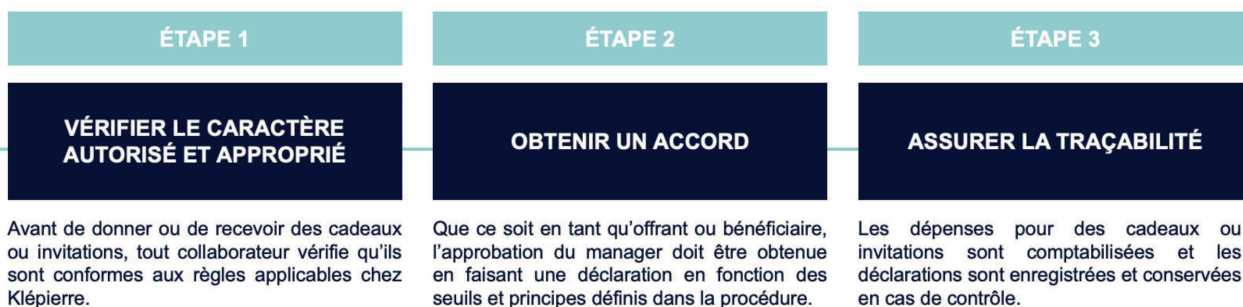 ÉTAPE 1
VÉRIFIER LE CARACTÈRE
AUTORISÉ ET APPROPRIÉ
Avant de donner ou de recevoir des cadeaux
ou invitations, tout collaborateur vérifie qu'ils
sont conformes aux règles applicables chez
Klépierre.
ÉTAPE 2
OBTENIR UN ACCORD
Que ce soit en tant qu'offrant ou bénéficiaire,
l'approbation du manager doit être obtenue
en faisant une déclaration en fonction des
seuils et principes définis dans la procédure.
ÉTAPE 3
ASSURER LA TRAÇABILITÉ
Les dépenses pour des cadeaux ou
invitations sont comptabilisées et les
déclarations sont enregistrées et conservées
en cas de contrôle.